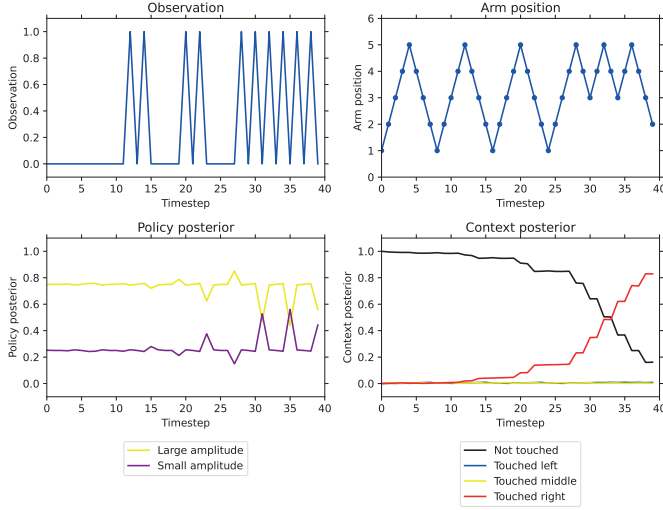 Observation
Arm position
1.0
0.8
0.6
0.4
0.2
0.0
Observation
0 5 10 15 20 25 30 35 40
Timestep
6
5
4
3
2
1
0
Arm position
0 5 10 15 20 25 30 35 40
Timestep
Policy posterior
Context posterior
1.0
0.8
0.6
0.4
0.2
0.0
Policy posterior
0 5 10 15 20 25 30 35 40
Timestep
1.0
0.8
0.6
0.4
0.2
0.0
Context posterior
0 5 10 15 20 25 30 35 40
Timestep
Large amplitude
Small amplitude
Not touched
Touched left
Touched middle
Touched right